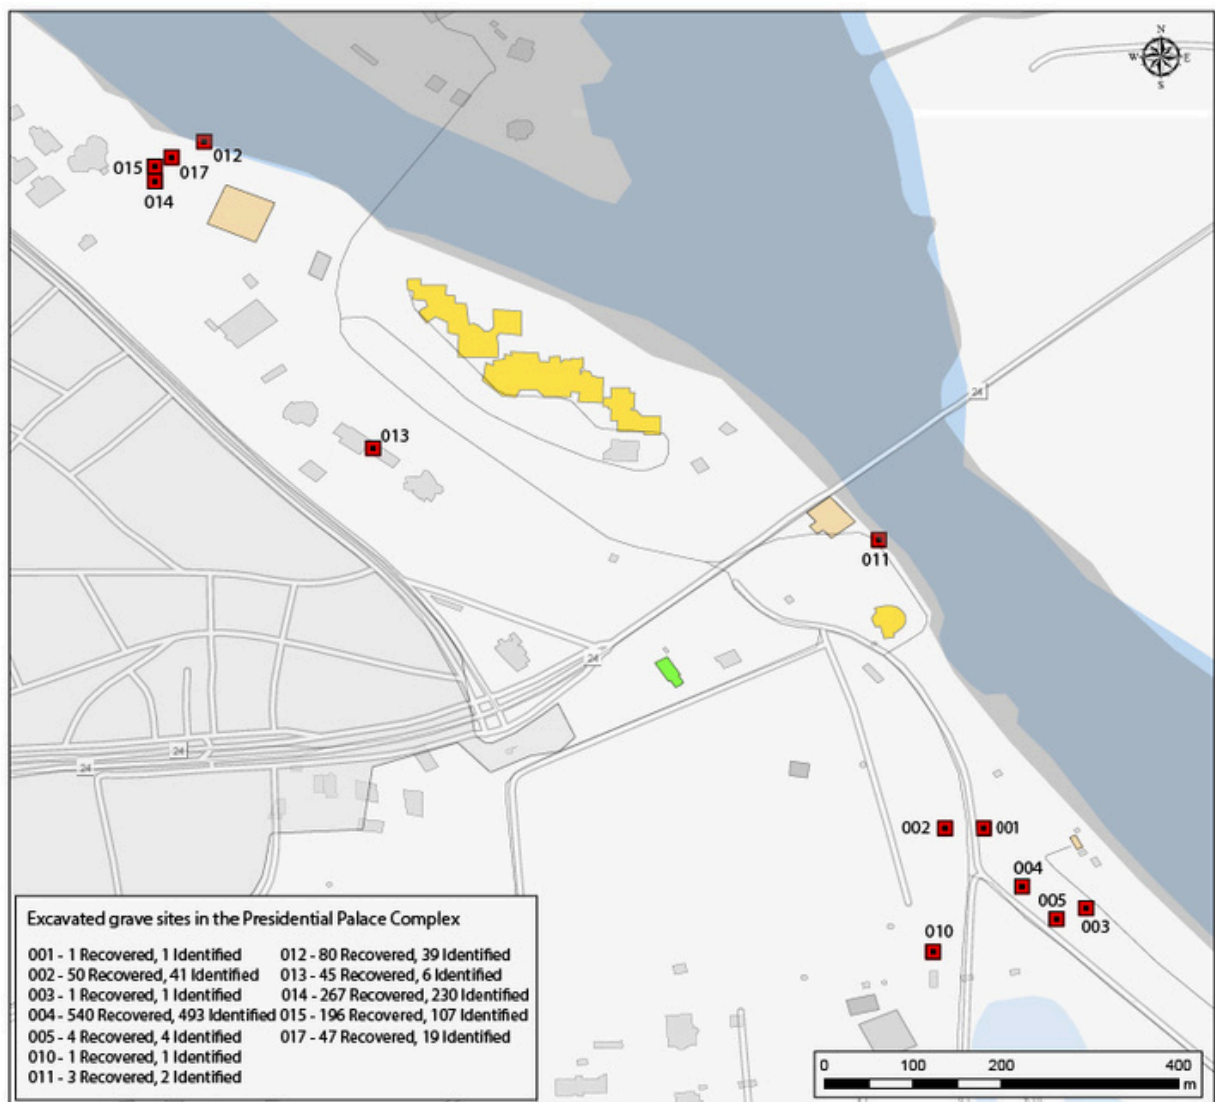 N
W E
S
012
015
017
014
013
24
011
24
24
24
002
001
004
005
003
010
Excavated grave sites in the Presidential Palace Complex
001 - 1 Recovered, 1 Identified
002 - 50 Recovered, 41 Identified
003 - 1 Recovered, 1 Identified
004 - 540 Recovered, 493 Identified
005 - 4 Recovered, 4 Identified
010 - 1 Recovered, 1 Identified
011 - 3 Recovered, 2 Identified
012 - 80 Recovered, 39 Identified
013 - 45 Recovered, 6 Identified
014 - 267 Recovered, 230 Identified
015 - 196 Recovered, 107 Identified
017 - 47 Recovered, 19 Identified
0 100 200 400
m